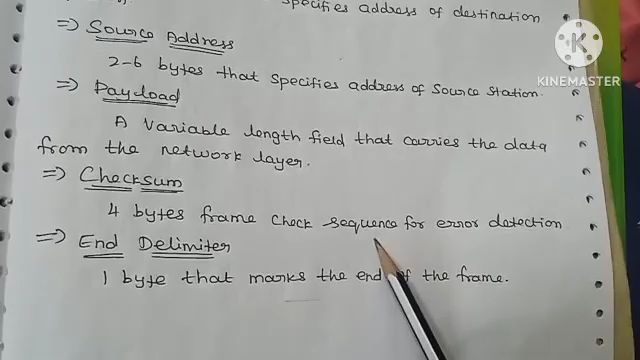 specifies address of destination
=> Source Address
2-6 bytes that specifies address of source station.
=> Payload
A variable length field that carries the data
from the network layer.
=> Checksum
4 bytes frame check sequence for error detection
=> End Delimiter
1 byte that marks the end of the frame.
K
KINEMASTER